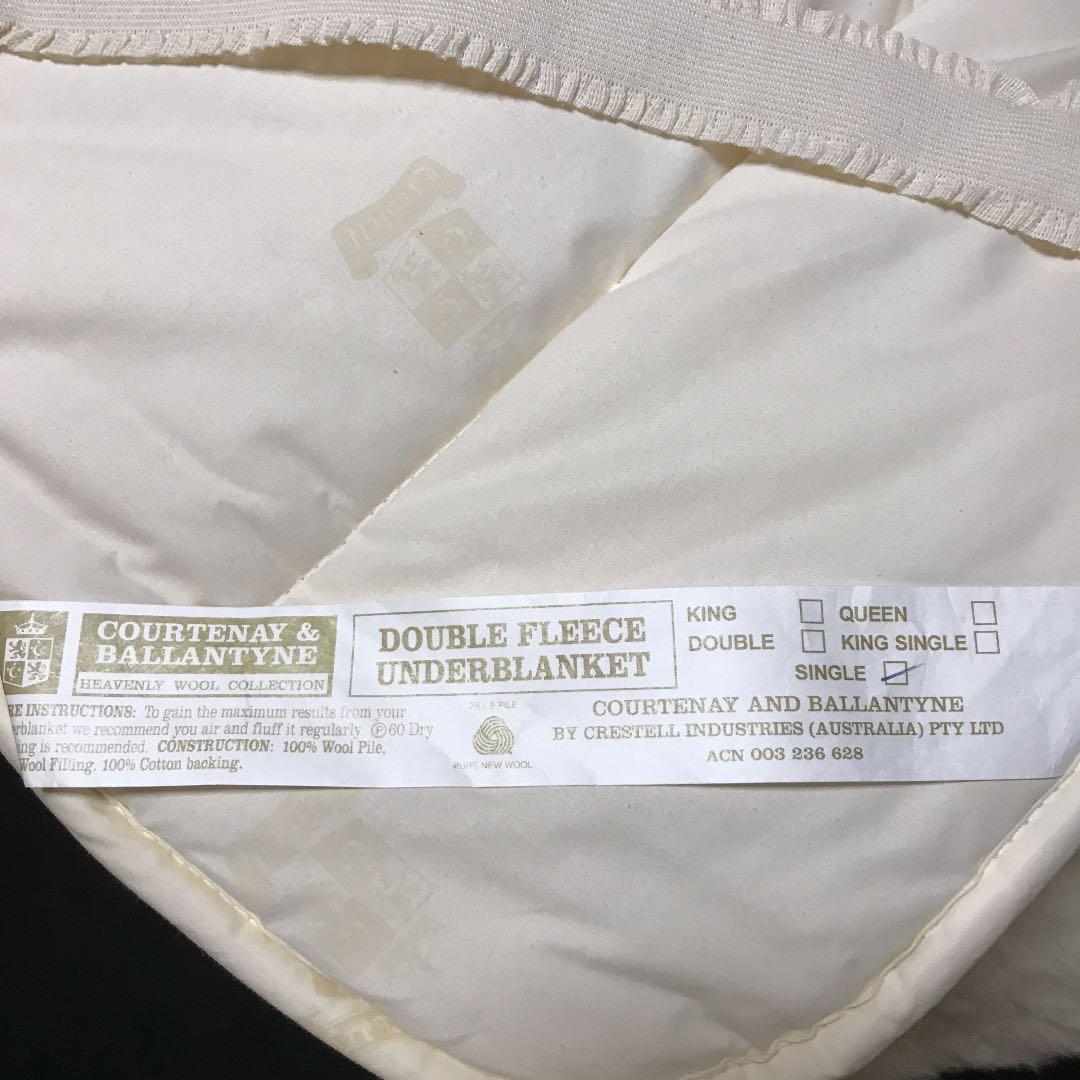 COURTENAY &
BALLANTYNE
HEAVENLY WOOL COLLECTION
DOUBLE FLEECE
UNDERBLANKET
KING QUEEN
DOUBLE KING SINGLE
SINGLE
RE INSTRUCTIONS: To gain the maximum results from your
erblanket we recommend you air and fluff it regularly. Ⓟ60 Dry
ing is recommended. CONSTRUCTION: 100% Wool Pile,
Wool Filling. 100% Cotton backing.
FILL & PILE
PURE NEW WOOL
COURTENAY AND BALLANTYNE
BY CRESTELL INDUSTRIES (AUSTRALIA) PTY LTD
ACN 003 236 628